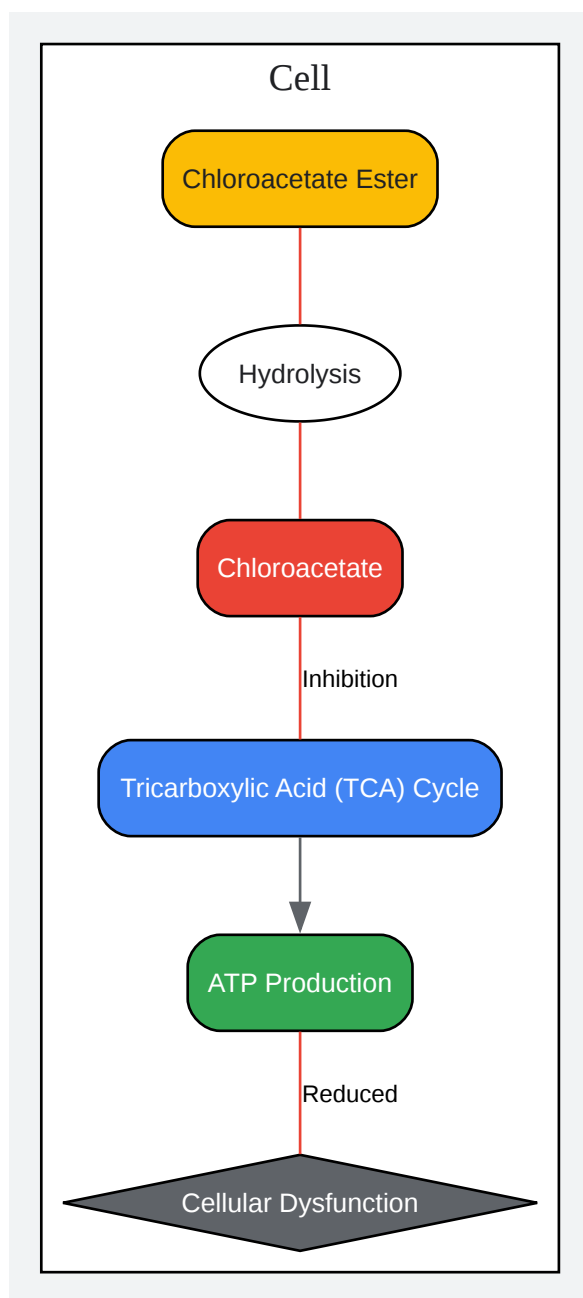 Cell
Chloroacetate Ester
Hydrolysis
Chloroacetate
Inhibition
Tricarboxylic Acid (TCA) Cycle
ATP Production
Reduced
Cellular Dysfunction